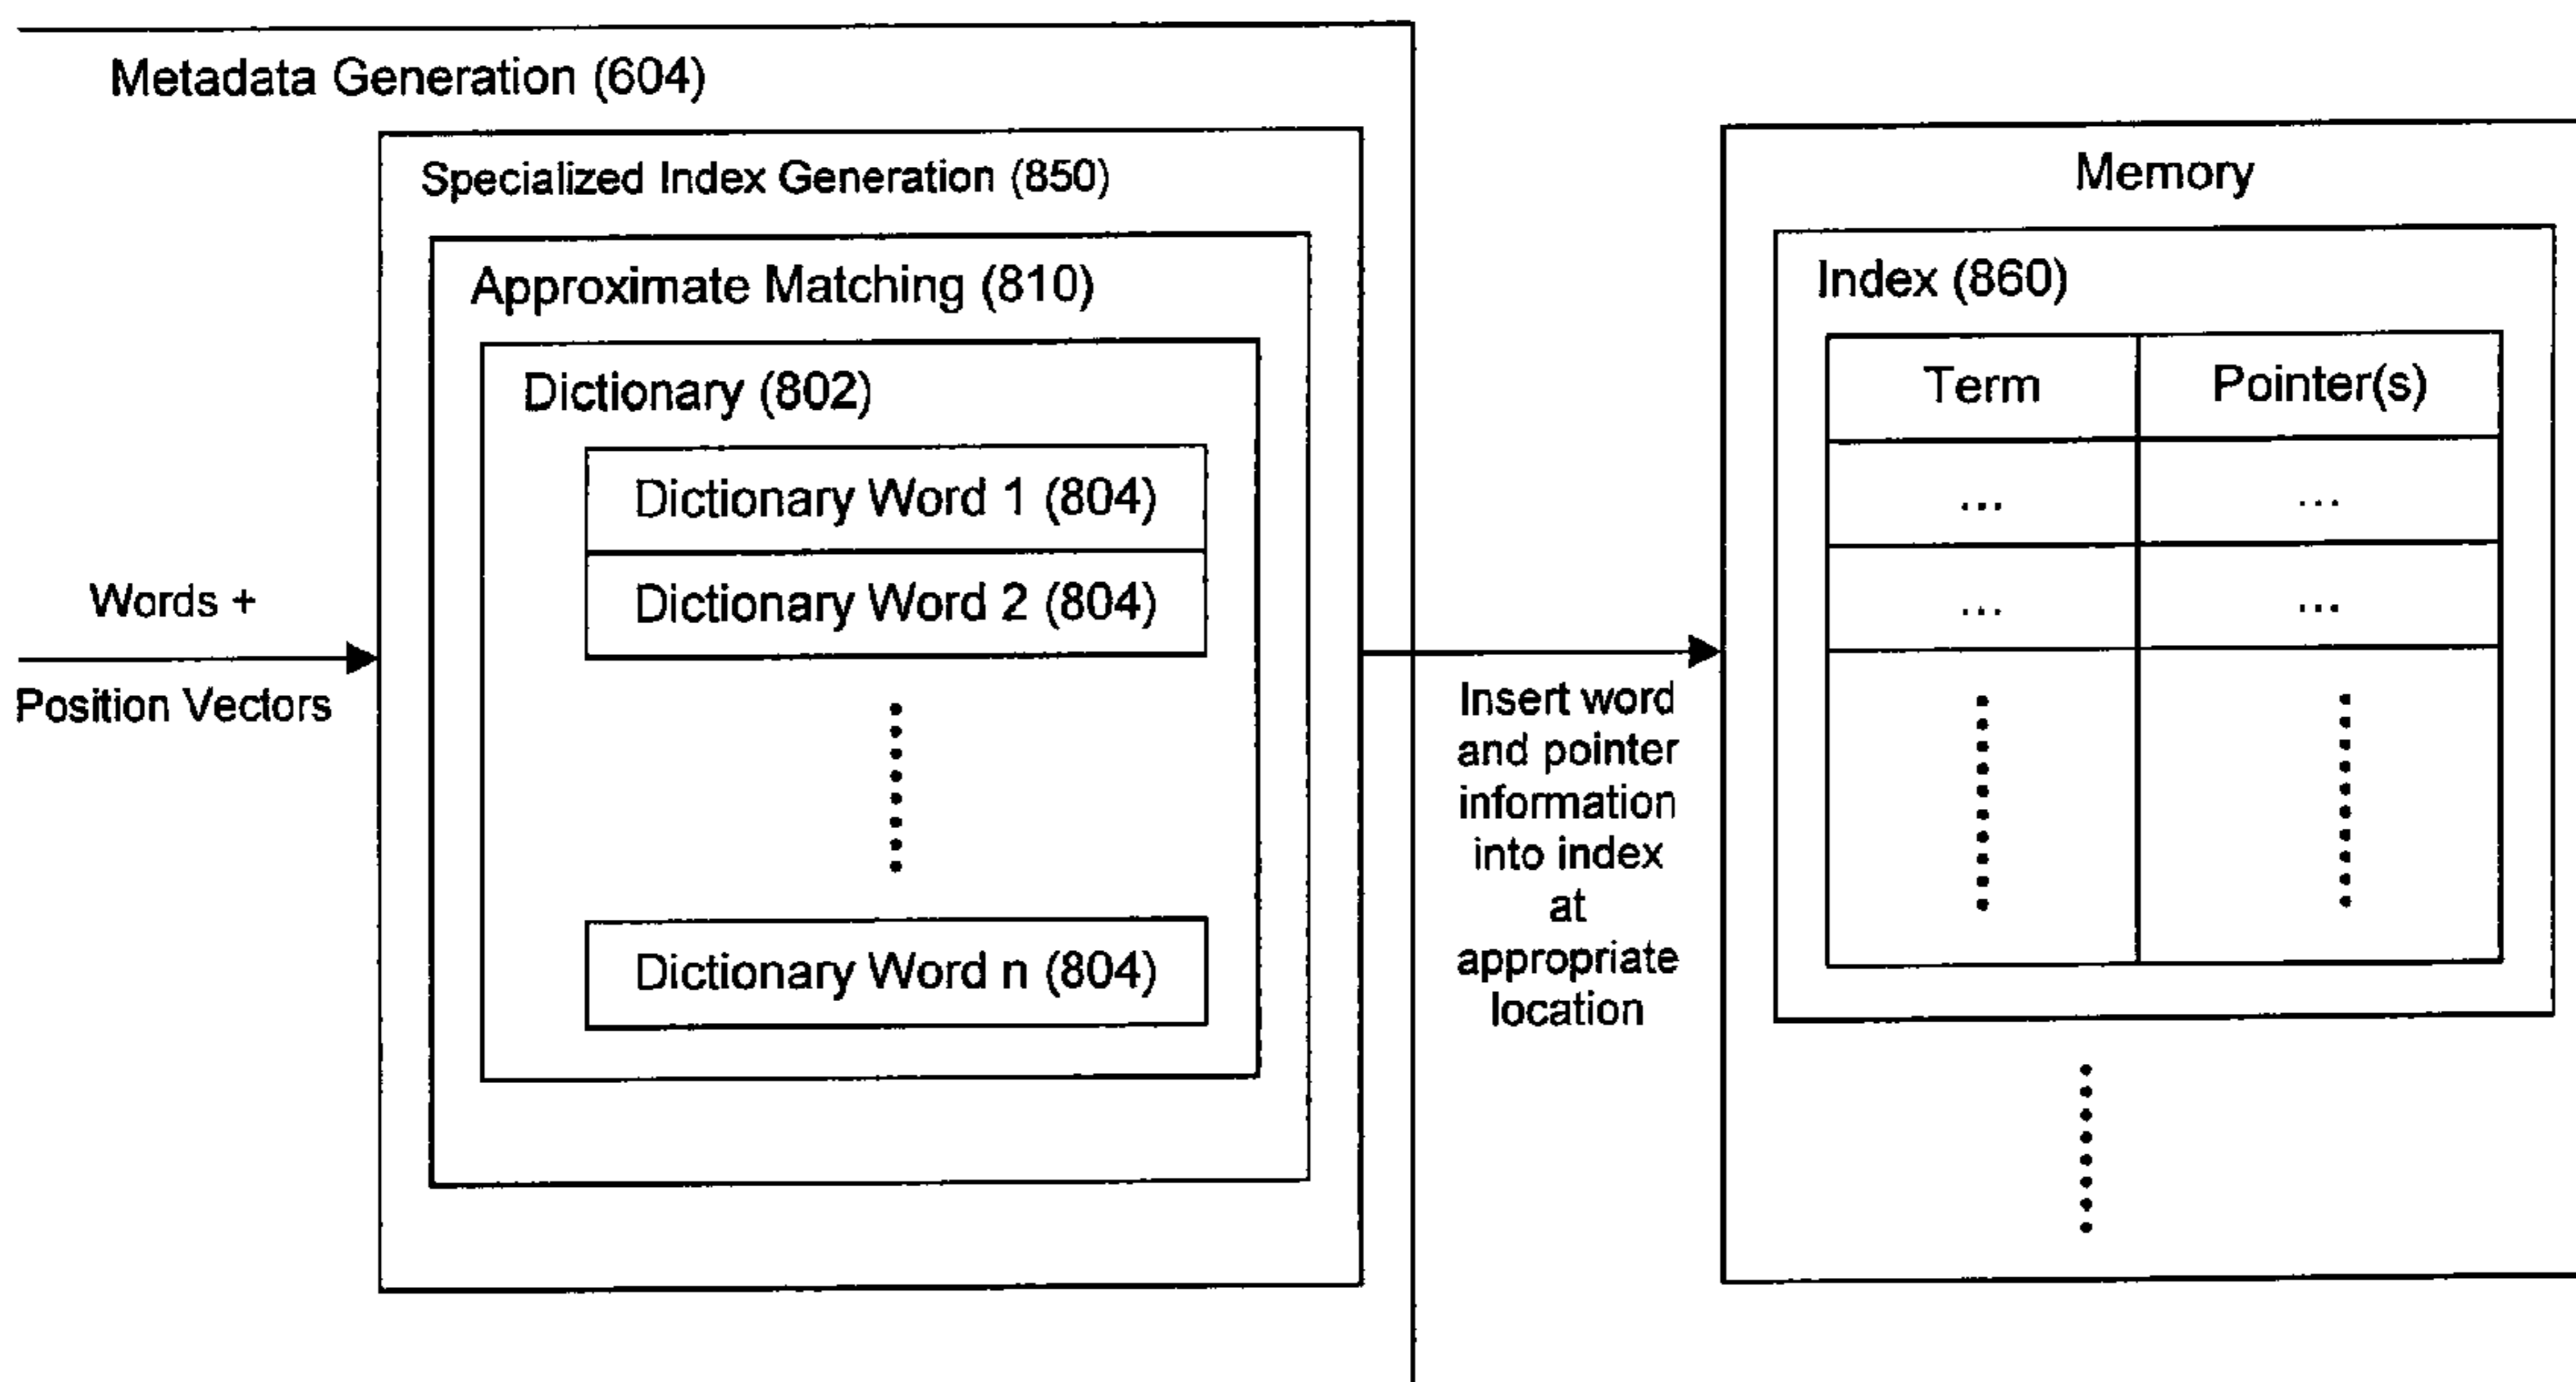 Metadata Generation (604)
Specialized Index Generation (850)
Approximate Matching (810)
Dictionary (802)
Dictionary Word 1 (804)
Dictionary Word 2 (804)
Dictionary Word n (804)
Words +
Position Vectors
Insert word
and pointer
information
into index
at
appropriate
location
Memory
Index (860)
Term Pointer(s)
... ...
... ...